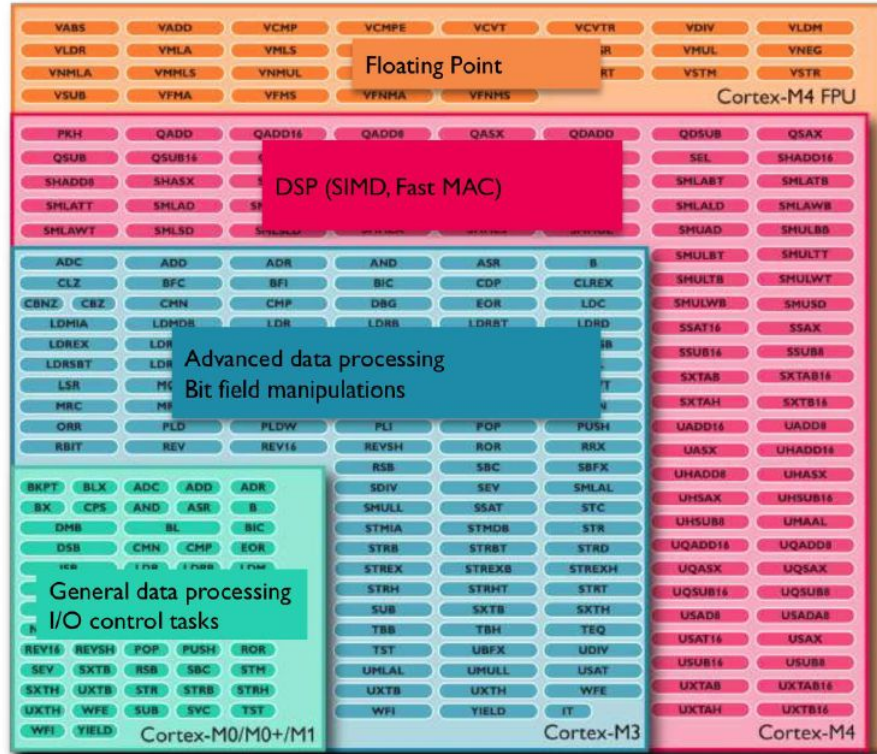 VABS VADD VCMP VCMPE VCVT VCVTR VDIV VLDM
VLDR VMLA VMLS VMUL VNEG
VNMLA VMMLS VNMUL Floating Point RT VSTM VSTR
VSUB VFMA VFMS VFNMA VFNMS Cortex-M4 FPU
PKH QADD QADD16 QADD8 QASX QDADD QDSUB QSAX
QSUB QSUB16 SEL SHADD16
SHADD8 SHASX DSP (SIMD, Fast MAC) SMLABT SMLATB
SMLATT SMLAD SMLALD SMLAWB
SMLAWT SMLSD SMLSLD SMUAD SMULBB
ADC ADD ADR AND ASR B SMULBT SMULTT
CLZ BFC BFI BIC CDP CLREX SMULTB SMULWT
CBNZ CBZ CMN CMP DBG EOR LDC SMULWB SMUSD
LDMIA LDMDB LDR LDRB LDRBT LDRD SSAT16 SSAX
LDREX SSUB16 SSUB8
LDRSBT Advanced data processing SXTAB SXTAB16
LSR Bit field manipulations
MRC SXTAH SXTB16
ORR PLD PLDW PLI POP PUSH UADD16 UADD8
RBIT REV REV16 REVSH ROR RRX UASX UHADD16
RSB SBC SBFX UHADD8 UHASX
BKPT BLX ADC ADD ADR SDIV SEV SMLAL
BX CPS AND ASR B SMULL SSAT STC UHSAX UHSUB16
DMB BL BIC STMIA STMDB STR UHSUB8 UMAAL
DSB CMN CMP EOR STRB STRBT STRD UQADD16 UQADD8
ISB LDR LDRB LDM STREX STREXB STREXH UQASX UQSAX
General data processing STRH STRHT STRT UQSUB16 UQSUB8
I/O control tasks SUB SXTB SXTH USAD8 USADA8
TBB TBH TEQ USAT16 USAX
REV16 REVSH POP PUSH ROR TST UBFX UDIV
SEV SXTB RSB SBC STM UMLAL UMULL USAT USUB16 USUB8
SXTH UXTB STR STRB STRH UXTB UXTH WFE UXTAB UXTAB16
UXTH WFE SUB SVC TST WFI YIELD IT UXTAH UXTB16
WFI YIELD Cortex-M0/M0+/M1 Cortex-M3 Cortex-M4